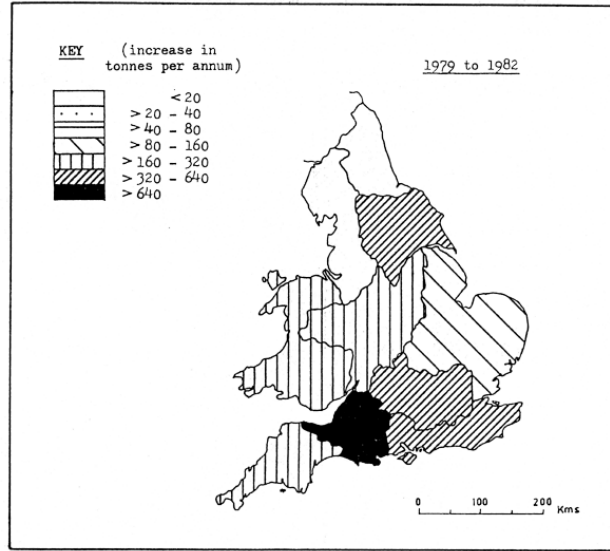 KEY (increase in
tonnes per annum)
1979 to 1982
< 20
> 20 - 40
> 40 - 80
> 80 - 160
> 160 - 320
> 320 - 640
> 640
0 100 200 Kms